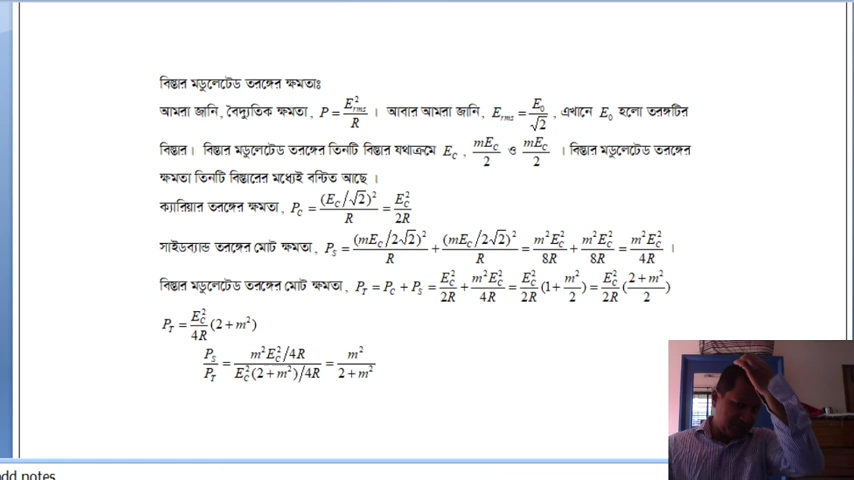 বিস্তার মডুলেটেড তরঙ্গের ক্ষমতাঃ
আমরা জানি, বৈদ্যুতিক ক্ষমতা, P = E²rms/R । আবার আমরা জানি, Erms = E₀/√2 , এখানে E₀ হলো তরঙ্গটির
বিস্তার। বিস্তার মডুলেটেড তরঙ্গের তিনটি বিস্তার যথাক্রমে E_C , mE_C/2 ও mE_C/2 । বিস্তার মডুলেটেড তরঙ্গের
ক্ষমতা তিনটি বিস্তারের মধ্যেই বন্টিত আছে ।
ক্যারিয়ার তরঙ্গের ক্ষমতা, P_C = (E_C/√2)²/R = E_C²/2R
সাইডব্যান্ড তরঙ্গের মোট ক্ষমতা, P_S = (mE_C/2√2)²/R + (mE_C/2√2)²/R = m²E_C²/8R + m²E_C²/8R = m²E_C²/4R ।
বিস্তার মডুলেটেড তরঙ্গের মোট ক্ষমতা, P_T = P_C + P_S = E_C²/2R + m²E_C²/4R = E_C²/2R (1 + m²/2) = E_C²/2R (2 + m²/2)
P_T = E_C²/4R (2 + m²)
P_S/P_T = m²E_C²/4R / E_C²(2 + m²)/4R = m²/2 + m²
add notes